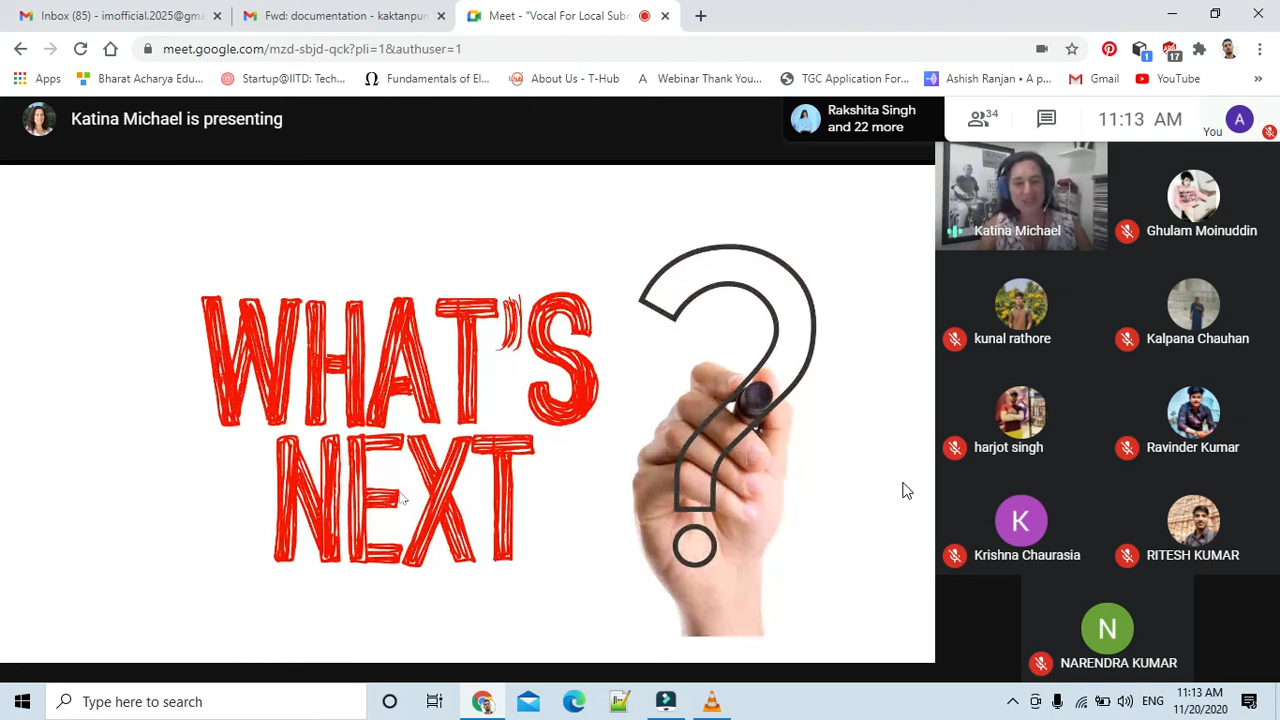 Inbox (85) - imofficial.2025@gma
Fwd: documentation - kaktanpur
Meet - "Vocal For Local Subm
meet.google.com/mzd-sbjd-qck?pli=1&authuser=1
1
17
Apps
Bharat Acharya Edu...
Startup@IITD: Tech...
Fundamentals of El...
About Us - T-Hub
Webinar Thank You...
TGC Application For...
Ashish Ranjan • A p...
Gmail
YouTube
»
Katina Michael is presenting
Rakshita Singh
and 22 more
34
11:13 AM
You
A
WHAT'S
NEXT
?
Katina Michael
Ghulam Moinuddin
kunal rathore
Kalpana Chauhan
harjot singh
Ravinder Kumar
K
Krishna Chaurasia
RITESH KUMAR
N
NARENDRA KUMAR
Type here to search
ENG
11:13 AM
11/20/2020